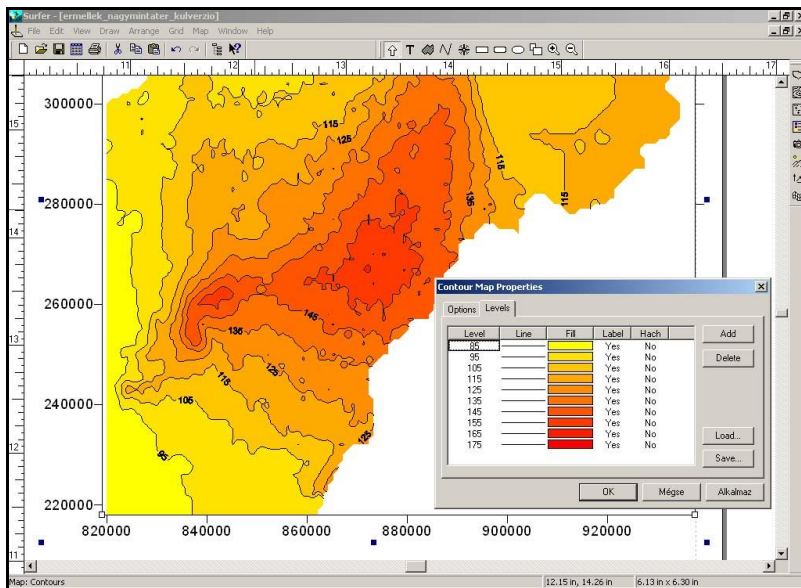 Surfer - [ermellek_nagymintater_kulverzio]
File Edit View Draw Arrange Grid Map Window Help
11 12 13 14 15 16 17
15
14
13
12
11
300000
280000
260000
240000
220000
820000 840000 860000 880000 900000 920000
115
125
115
135
115
145
135
125
115
105
95
125
Contour Map Properties
Options Levels
Level Line Fill Label Hach
85 Yes No
95 Yes No
105 Yes No
115 Yes No
125 Yes No
135 Yes No
145 Yes No
155 Yes No
165 Yes No
175 Yes No
Add
Delete
Load...
Save...
OK Mégse Alkalmaz
Map: Contours 12.15 in, 14.26 in 6.13 in x 6.30 in